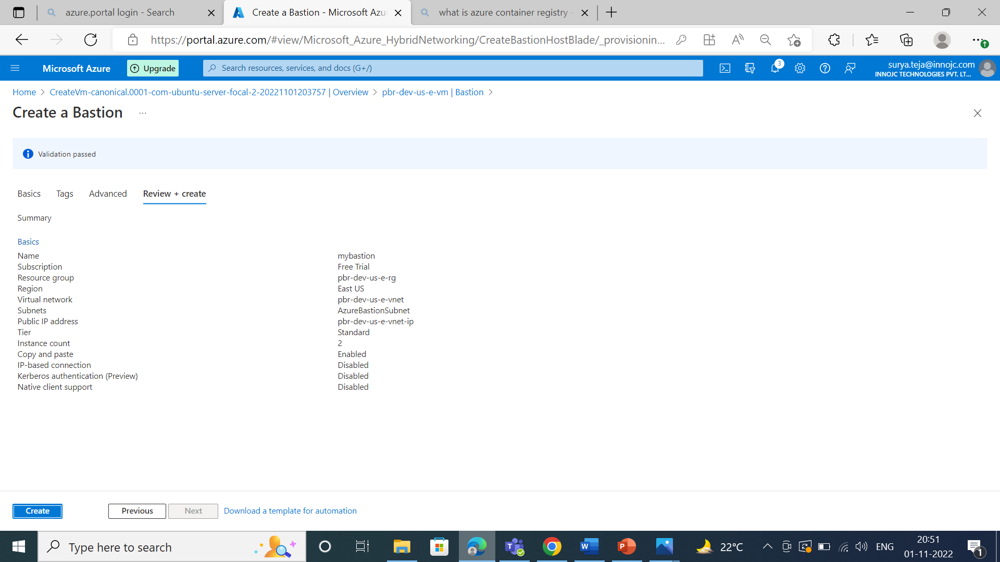 azure.portal login - Search
Create a Bastion - Microsoft Azu
what is azure container registry -
https://portal.azure.com/#view/Microsoft_Azure_HybridNetworking/CreateBastionHostBlade/_provisionin...
Microsoft Azure
Upgrade
Search resources, services, and docs (G+/)
3
surya.teja@innojc.com
INNOJC TECHNOLOGIES PVT. LT...
Home > CreateVm-canonical.0001-com-ubuntu-server-focal-2-20221101203757 | Overview > pbr-dev-us-e-vm | Bastion >
Create a Bastion ...
Validation passed
Basics Tags Advanced Review + create
Summary
Basics
Name mybastion
Subscription Free Trial
Resource group pbr-dev-us-e-rg
Region East US
Virtual network pbr-dev-us-e-vnet
Subnets AzureBastionSubnet
Public IP address pbr-dev-us-e-vnet-ip
Tier Standard
Instance count 2
Copy and paste Enabled
IP-based connection Disabled
Kerberos authentication (Preview) Disabled
Native client support Disabled
Create Previous Next Download a template for automation
Type here to search
22°C
ENG
20:51
01-11-2022
1